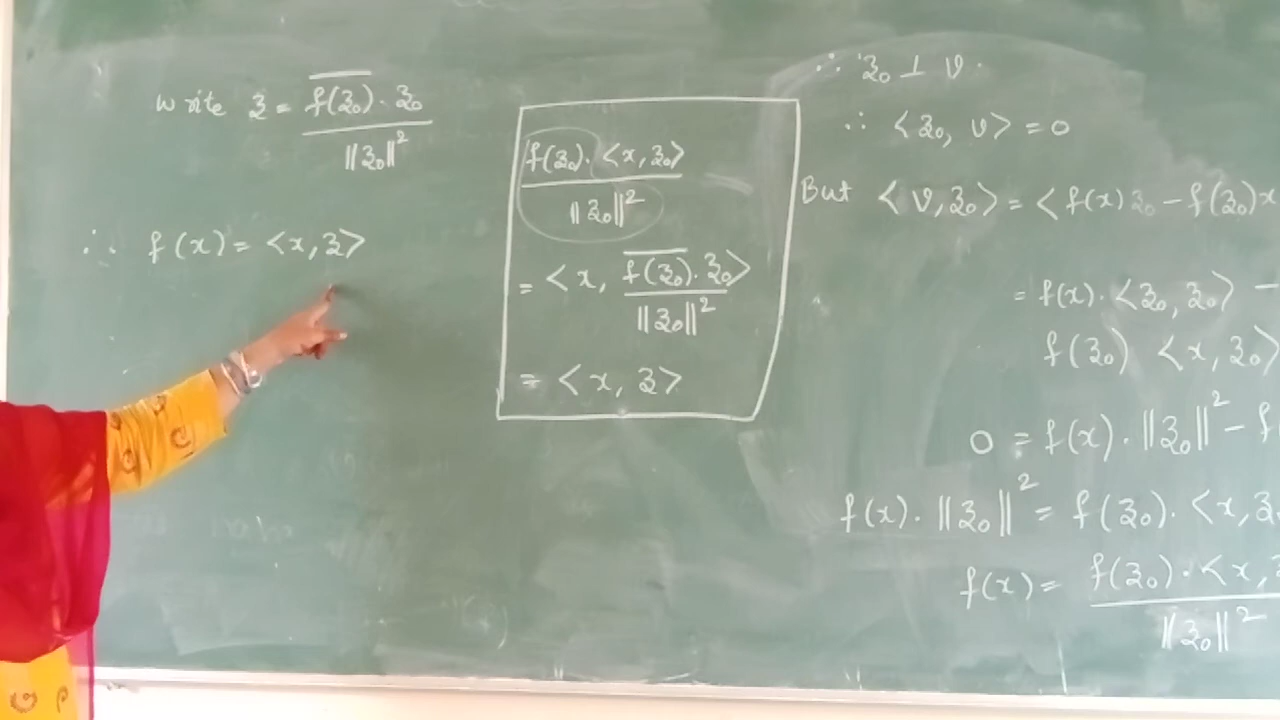 write z = \overline{f(z₀)} · z₀ / ||z₀||²
∴ f(x) = <x, z>
f(z₀) · <x, z₀> / ||z₀||²
= <x, \overline{f(z₀)} · z₀ / ||z₀||²>
= <x, z>
∴ z₀ ⊥ v.
∴ <z₀, v> = 0
But <v, z₀> = <f(x) z₀ - f(z₀) x
= f(x) · <z₀, z₀> -
f(z₀) <x, z₀>
0 = f(x) · ||z₀||² - f
f(x) · ||z₀||² = f(z₀) · <x, z
f(x) = f(z₀) · <x, z / ||z₀||²